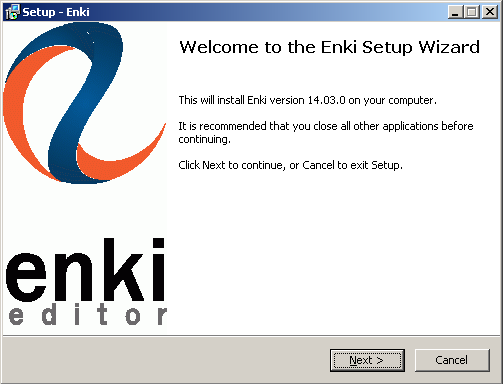 Setup - Enki
Welcome to the Enki Setup Wizard
This will install Enki version 14.03.0 on your computer.
It is recommended that you close all other applications before
continuing.
Click Next to continue, or Cancel to exit Setup.
enki
editor
Next >
Cancel